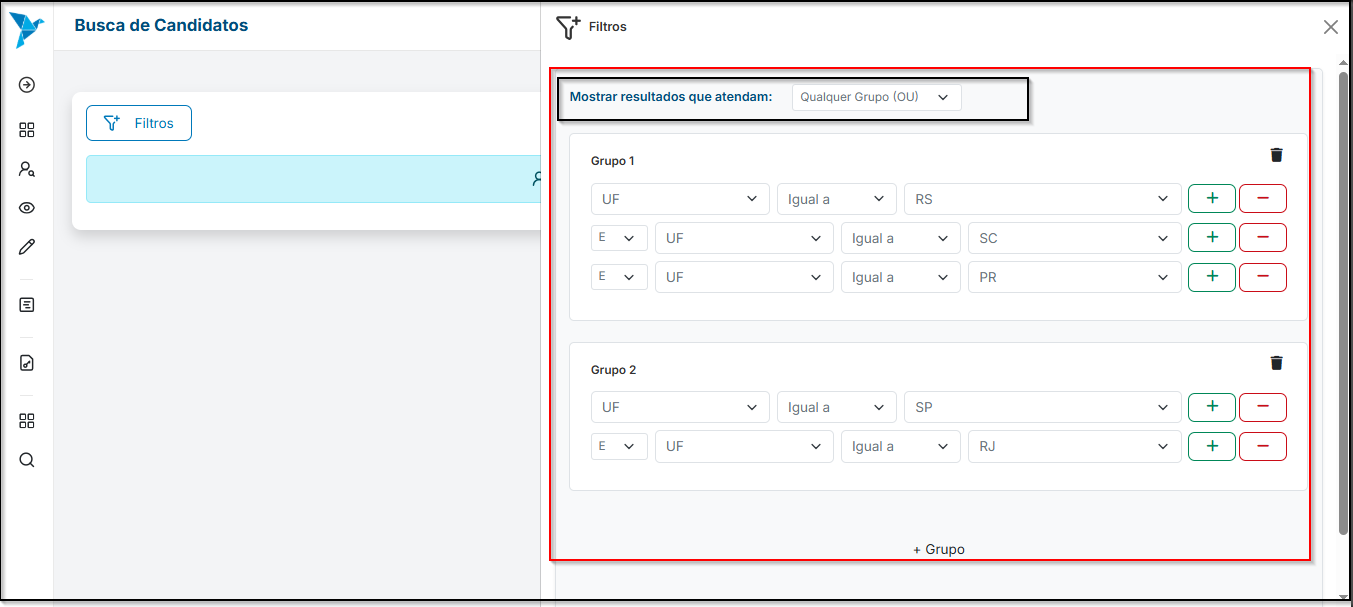 Busca de Candidatos
Filtros
Filtros
Mostrar resultados que atendam: Qualquer Grupo (OU)
Grupo 1
UF Igual a RS + −
E UF Igual a SC + −
E UF Igual a PR + −
Grupo 2
UF Igual a SP + −
E UF Igual a RJ + −
+ Grupo